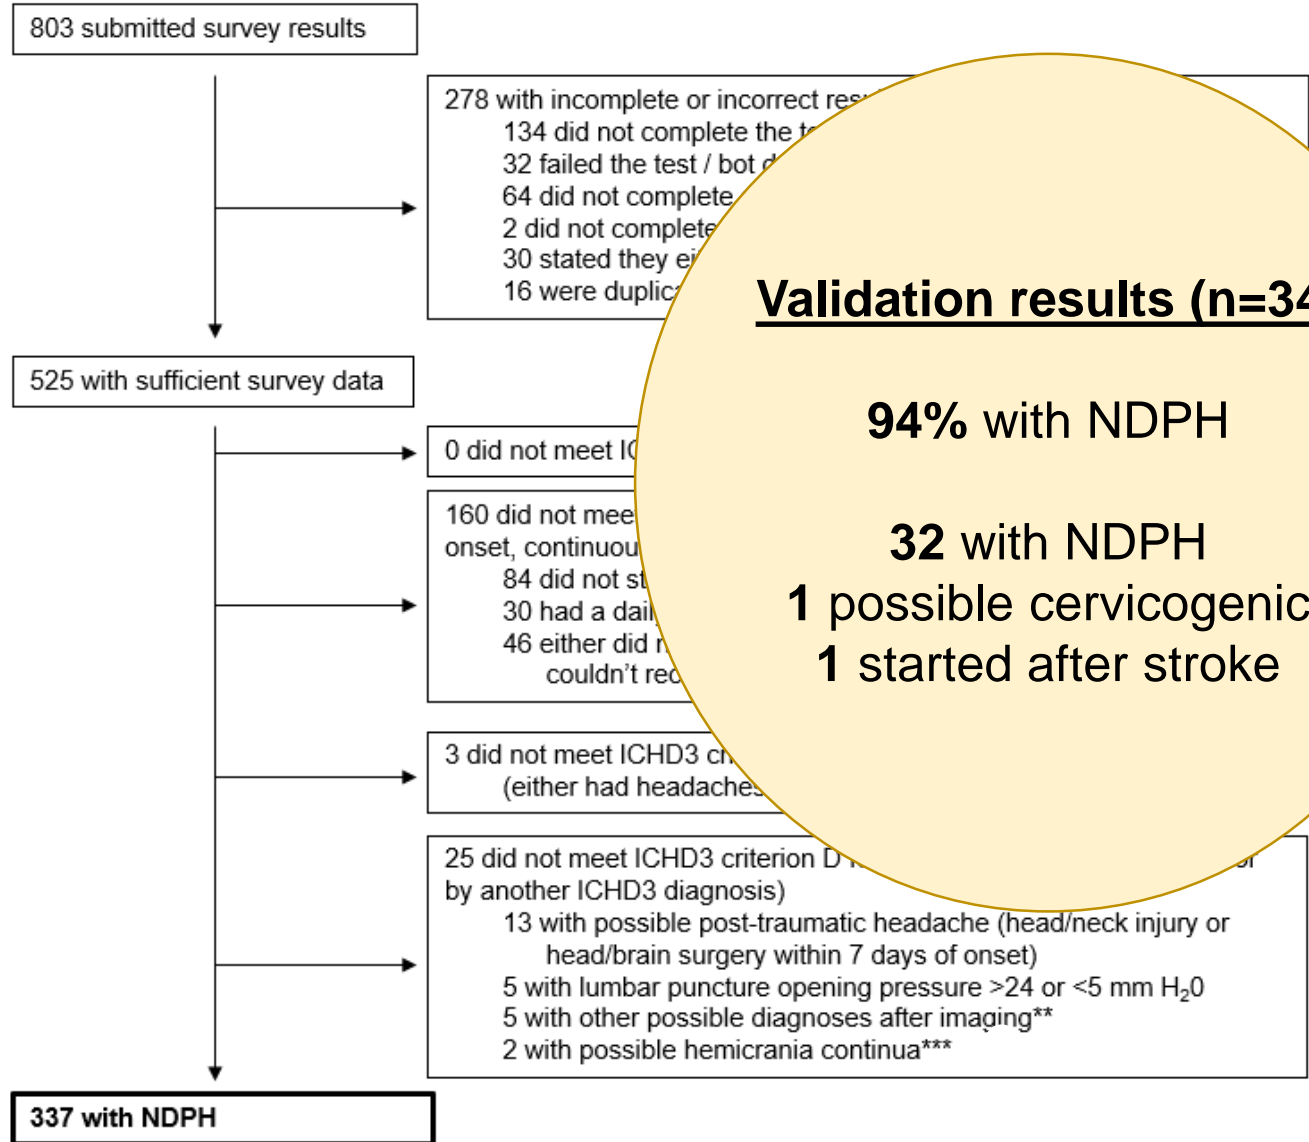 803 submitted survey results
278 with incomplete or incorrect
134 did not complete the
32 failed the test / bot
64 did not complete
2 did not complete
30 stated they
16 were
525 with sufficient survey data
0 did not meet
160 did not
onset,
84 did not
30 had a
46 either did
couldn't
3 did not meet ICHD3
(either had headaches
25 did not meet ICHD3 criterion D
by another ICHD3 diagnosis)
13 with possible post-traumatic headache (head/neck injury or
head/brain surgery within 7 days of onset)
5 with lumbar puncture opening pressure >24 or <5 mm H₂0
5 with other possible diagnoses after imaging**
2 with possible hemicrania continua***
337 with NDPH
Validation results (n=34
94% with NDPH
32 with NDPH
1 possible cervicogenic
1 started after stroke